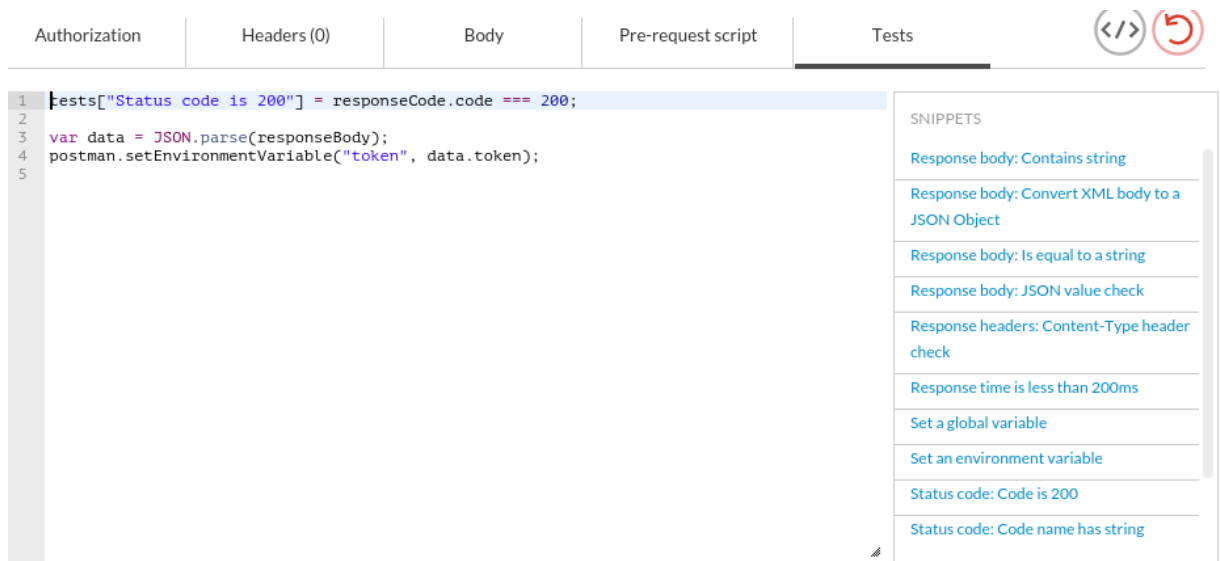 Authorization
Headers (0)
Body
Pre-request script
Tests
</>
1 tests["Status code is 200"] = responseCode.code === 200;
2
3 var data = JSON.parse(responseBody);
4 postman.setEnvironmentVariable("token", data.token);
5
SNIPPETS
Response body: Contains string
Response body: Convert XML body to a
JSON Object
Response body: Is equal to a string
Response body: JSON value check
Response headers: Content-Type header
check
Response time is less than 200ms
Set a global variable
Set an environment variable
Status code: Code is 200
Status code: Code name has string